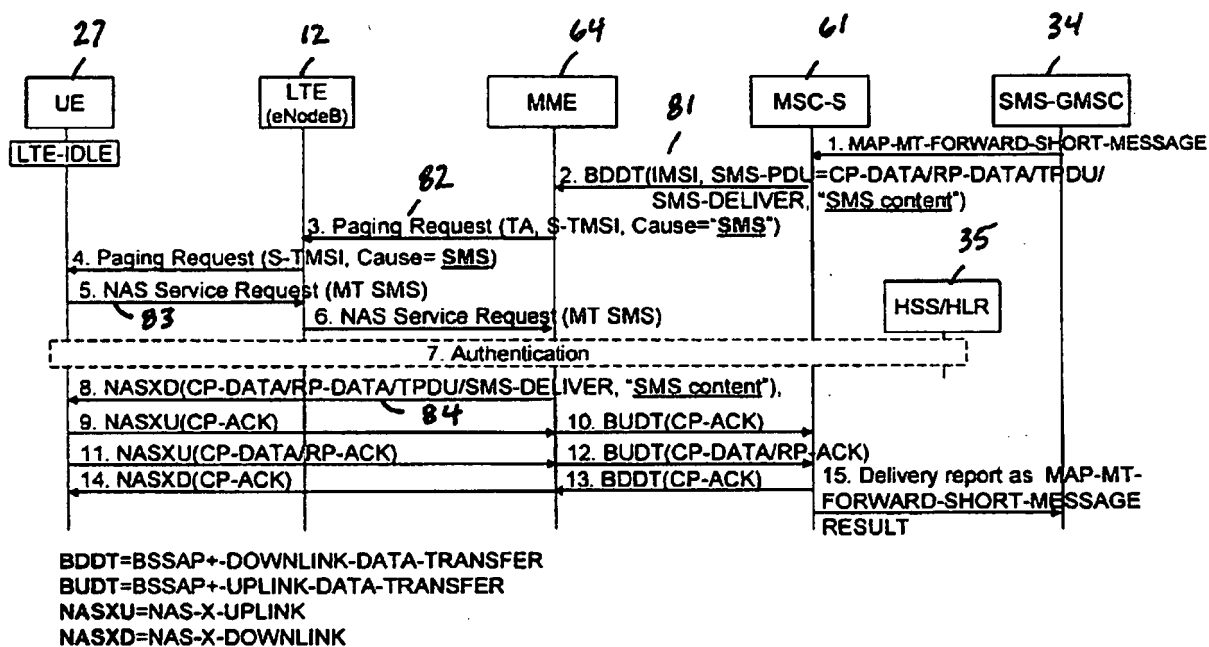 27
12
64
61
34
UE
LTE
(eNodeB)
MME
MSC-S
SMS-GMSC
81
LTE-IDLE
1. MAP-MT-FORWARD-SHORT-MESSAGE
2. BDDT(IMSI, SMS-PDU=CP-DATA/RP-DATA/TPDU/
SMS-DELIVER, "SMS content")
82
3. Paging Request (TA, S-TMSI, Cause="SMS")
35
4. Paging Request (S-TMSI, Cause= SMS)
5. NAS Service Request (MT SMS)
HSS/HLR
83
6. NAS Service Request (MT SMS)
7. Authentication
8. NASXD(CP-DATA/RP-DATA/TPDU/SMS-DELIVER, "SMS content"),
84
9. NASXU(CP-ACK)
10. BUDT(CP-ACK)
11. NASXU(CP-DATA/RP-ACK)
12. BUDT(CP-DATA/RP-ACK)
14. NASXD(CP-ACK)
13. BDDT(CP-ACK)
15. Delivery report as MAP-MT-
FORWARD-SHORT-MESSAGE
RESULT
BDDT=BSSAP+-DOWNLINK-DATA-TRANSFER
BUDT=BSSAP+-UPLINK-DATA-TRANSFER
NASXU=NAS-X-UPLINK
NASXD=NAS-X-DOWNLINK